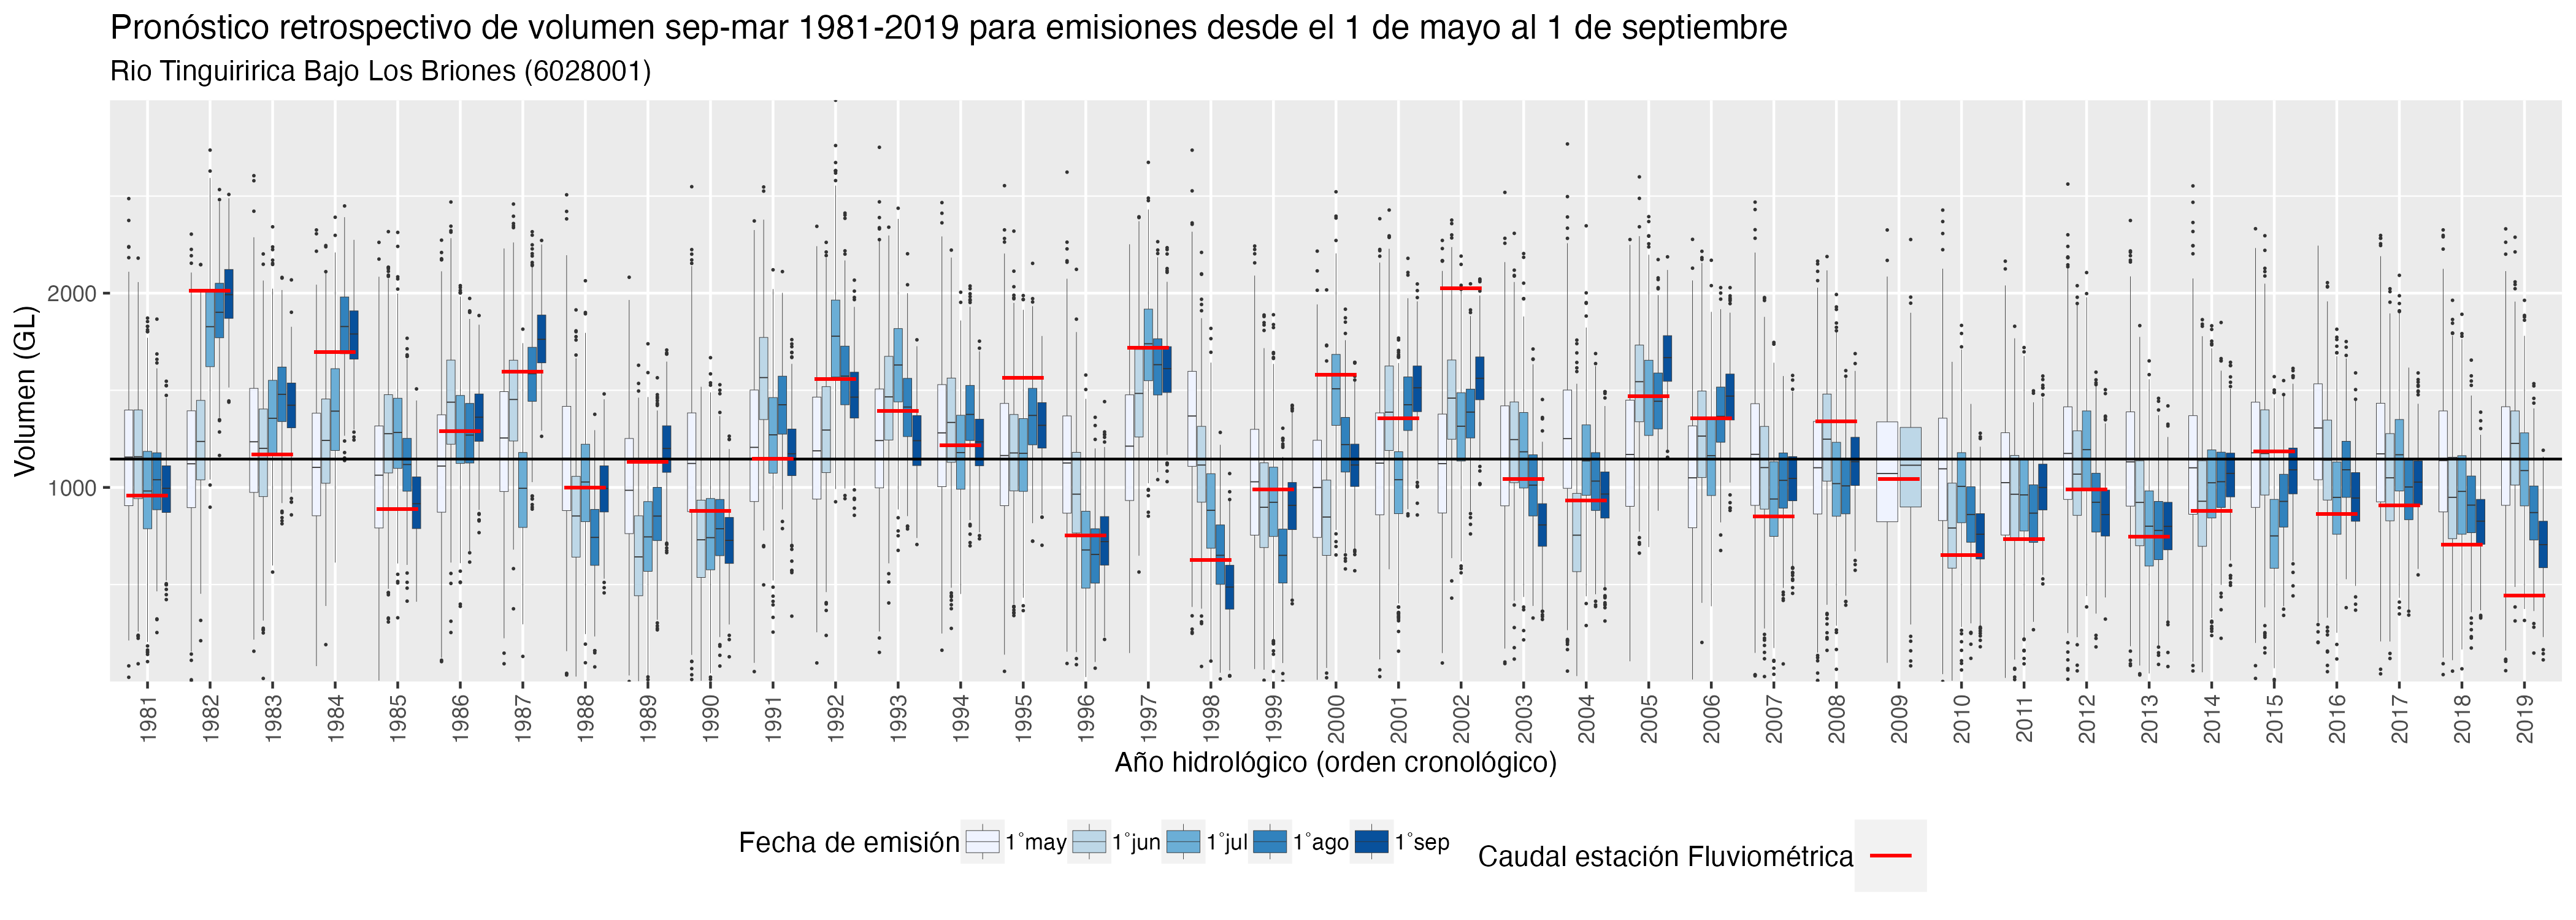 Pronóstico retrospectivo de volumen sep-mar 1981-2019 para emisiones desde el 1 de mayo al 1 de septiembre
Rio Tinguiririca Bajo Los Briones (6028001)
Volumen (GL)
2000
1000
1981 1982 1983 1984 1985 1986 1987 1988 1989 1990 1991 1992 1993 1994 1995 1996 1997 1998 1999 2000 2001 2002 2003 2004 2005 2006 2007 2008 2009 2010 2011 2012 2013 2014 2015 2016 2017 2018 2019
Año hidrológico (orden cronológico)
Fecha de emisión 1°may 1°jun 1°jul 1°ago 1°sep Caudal estación Fluviométrica